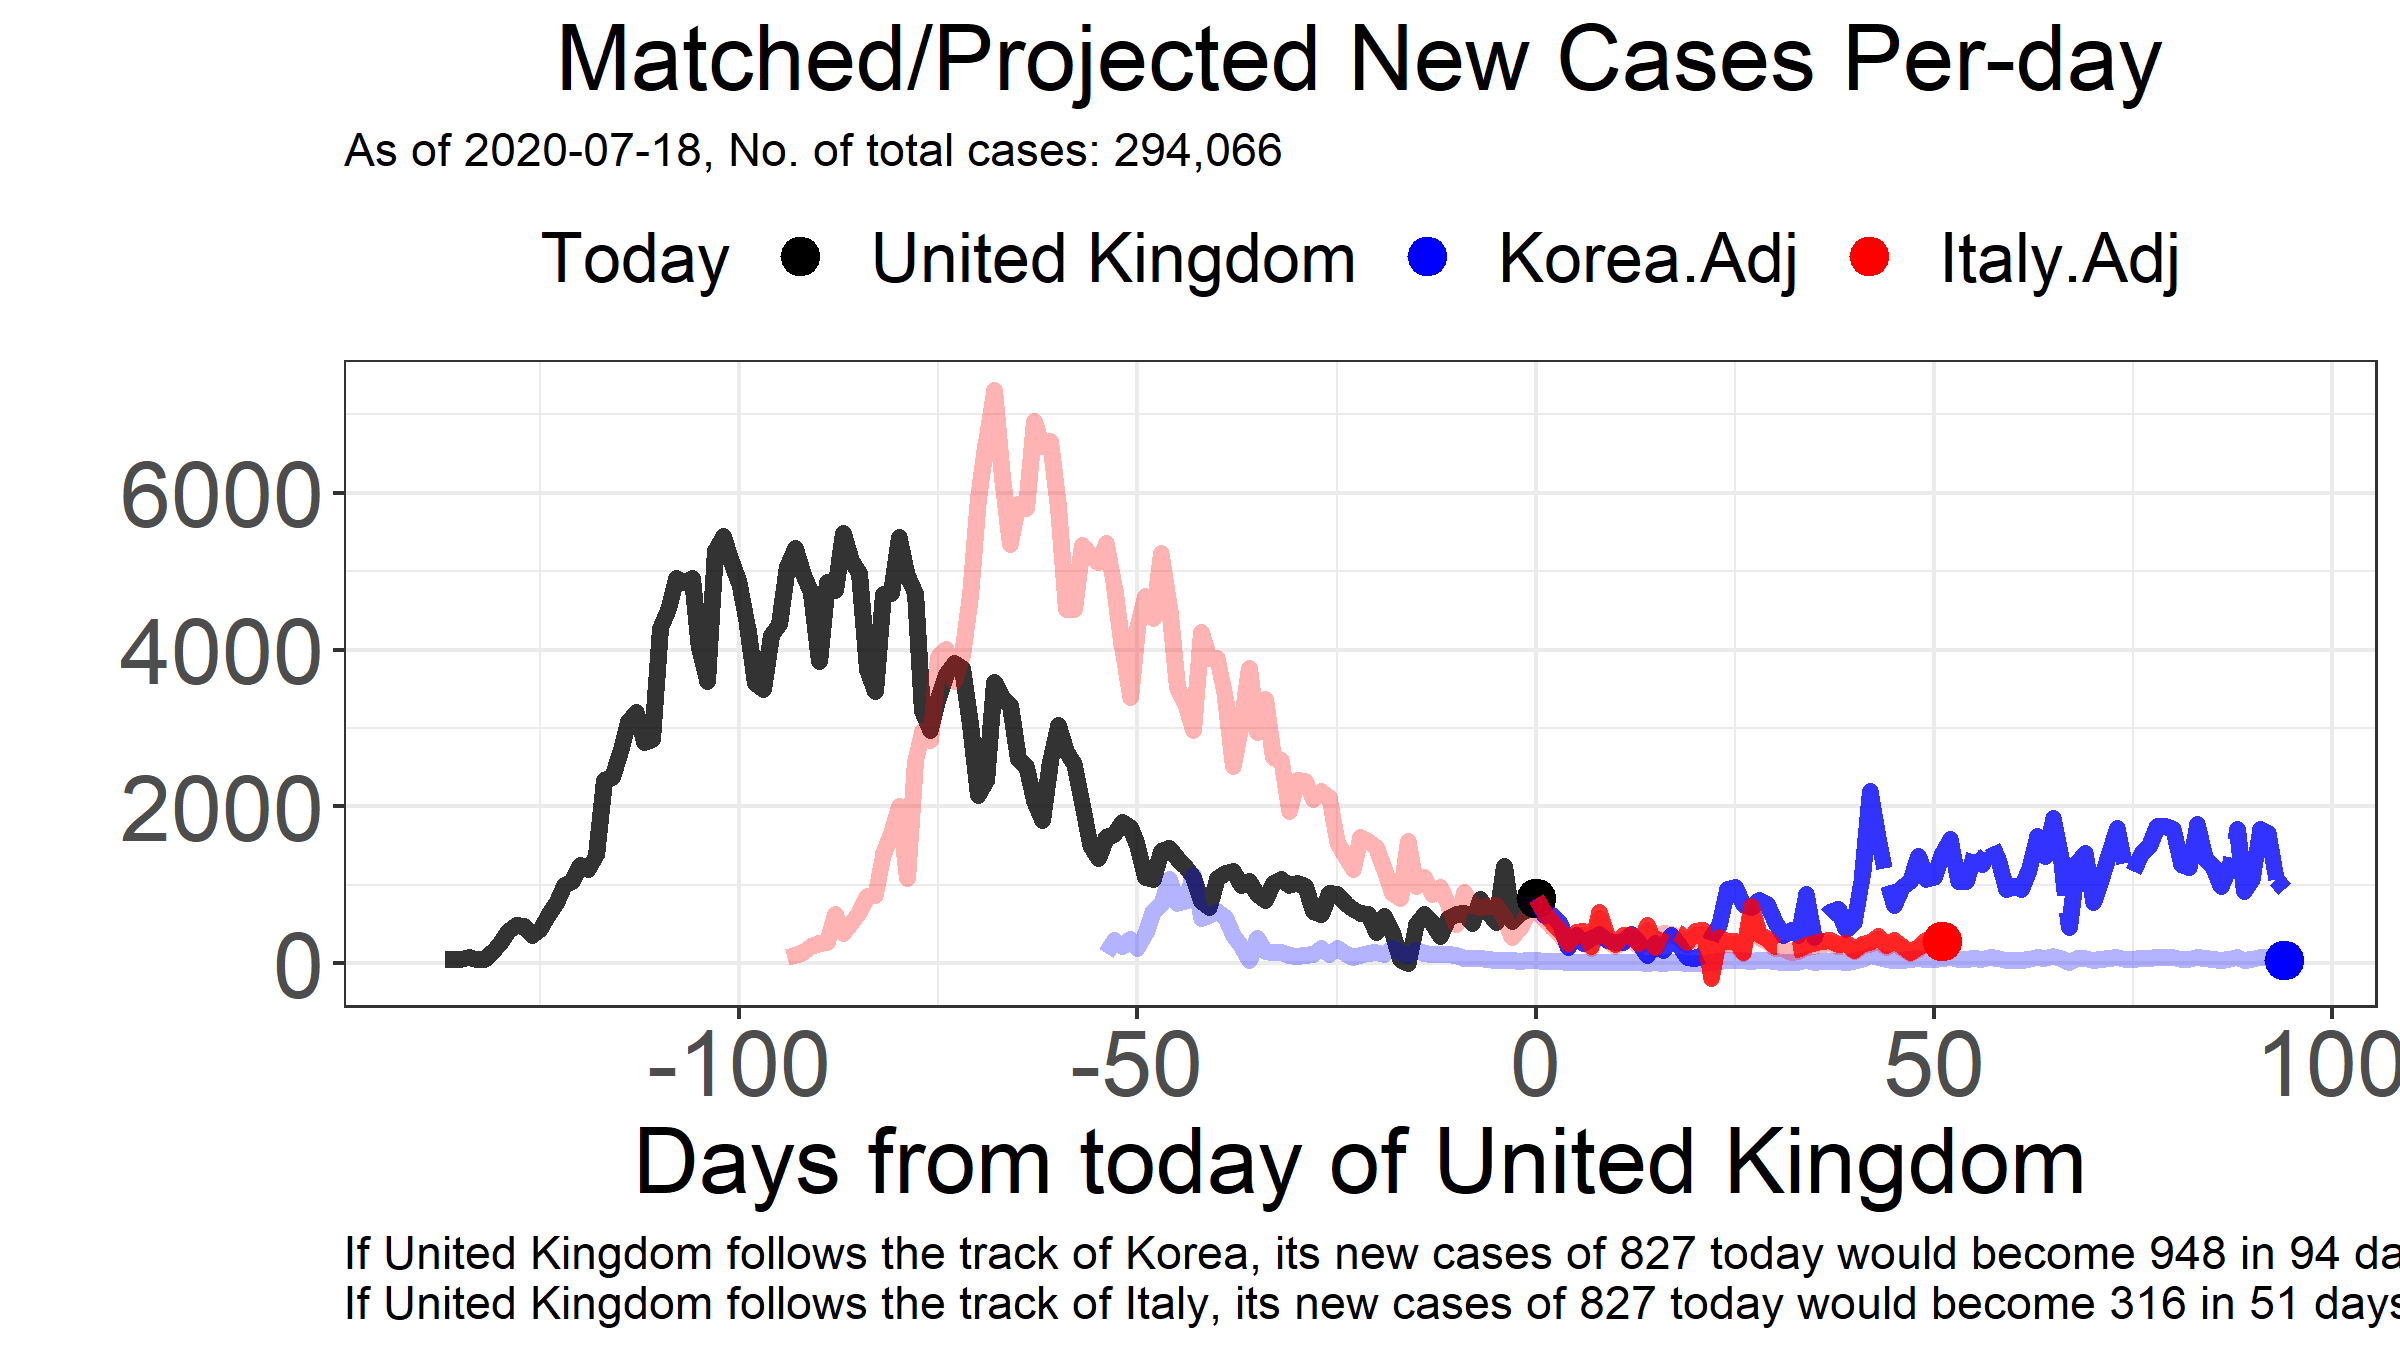 Matched/Projected New Cases Per-day
As of 2020-07-18, No. of total cases: 294,066
Today United Kingdom Korea.Adj Italy.Adj
6000
4000
2000
0
-100 -50 0 50 100
Days from today of United Kingdom
If United Kingdom follows the track of Korea, its new cases of 827 today would become 948 in 94 da
If United Kingdom follows the track of Italy, its new cases of 827 today would become 316 in 51 days